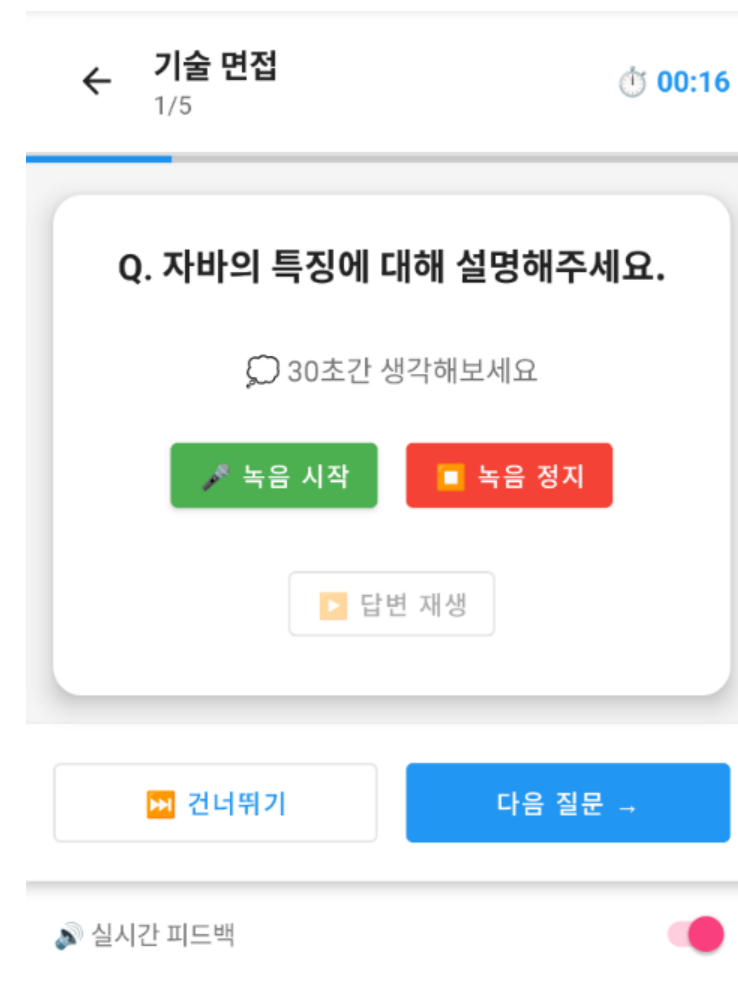 ← 기술 면접
1/5
⏱ 00:16
Q. 자바의 특징에 대해 설명해주세요.
💭 30초간 생각해보세요
🎤 녹음 시작
⏹ 녹음 정지
▶ 답변 재생
⏭ 건너뛰기
다음 질문 →
🔊 실시간 피드백